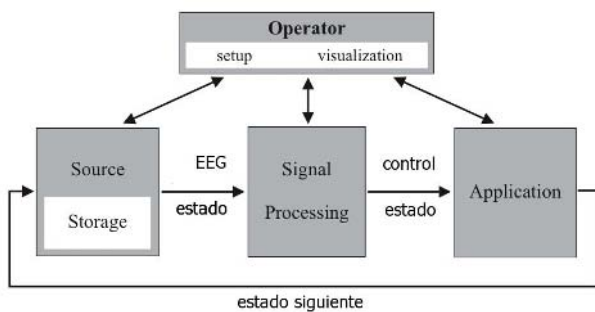 Operator
setup visualization
Source
Storage
EEG
estado
Signal
Processing
control
estado
Application
estado siguiente